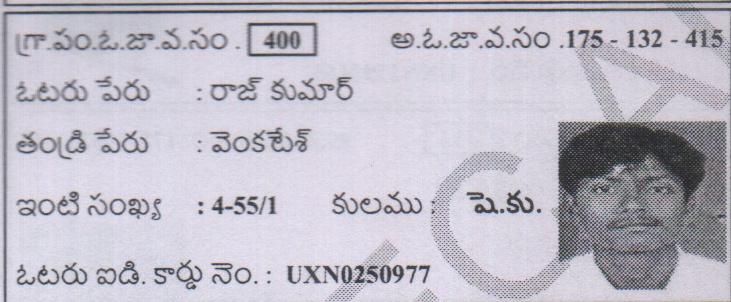 గ్రా.పం.ఓ.జా.వ.సం . 400 అ.ఓ.జా.వ.సం .175 - 132 - 415
ఓటరు పేరు : రాజ్ కుమార్
తండ్రి పేరు : వెంకటేశ్
ఇంటి సంఖ్య : 4-55/1 కులము : షె.కు.
ఓటరు ఐడి. కార్డు నెం. : UXN0250977